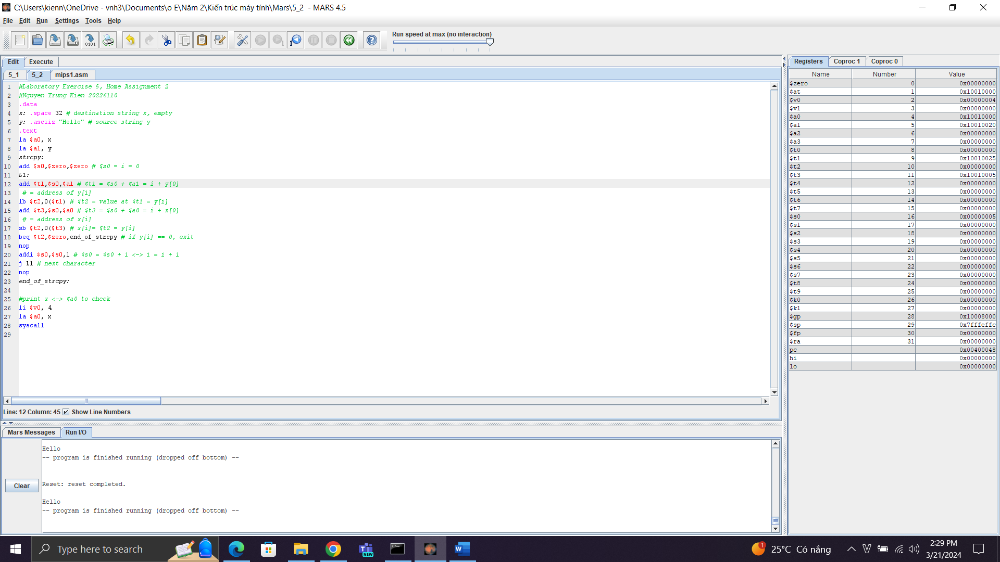 C:\Users\kienn\OneDrive - vnh3\Documents\o E\Năm 2\Kiến trúc máy tính\Mars\5_2  - MARS 4.5
File Edit Run Settings Tools Help
Run speed at max (no interaction)
0101
1
1
Edit Execute
5_1 5_2 mips1.asm
1 #Laboratory Exercise 5, Home Assignment 2
2 #Nguyen Trung Kien 20226110
3 .data
4 x: .space 32 # destination string x, empty
5 y: .asciiz "Hello" # source string y
6 .text
7 la $a0, x
8 la $a1, y
9 strcpy:
10 add $s0,$zero,$zero # $s0 = i = 0
11 L1:
12 add $t1,$s0,$a1 # $t1 = $s0 + $a1 = i + y[0]
13 # = address of y[i]
14 lb $t2,0($t1) # $t2 = value at $t1 = y[i]
15 add $t3,$s0,$a0 # $t3 = $s0 + $a0 = i + x[0]
16 # = address of x[i]
17 sb $t2,0($t3) # x[i]= $t2 = y[i]
18 beq $t2,$zero,end_of_strcpy # if y[i] == 0, exit
19 nop
20 addi $s0,$s0,1 # $s0 = $s0 + 1 <-> i = i + 1
21 j L1 # next character
22 nop
23 end_of_strcpy:
24
25 #print x <-> $a0 to check
26 li $v0, 4
27 la $a0, x
28 syscall
29
Line: 12 Column: 45 Show Line Numbers
Mars Messages Run I/O
Clear
Hello
-- program is finished running (dropped off bottom) --
Reset: reset completed.
Hello
-- program is finished running (dropped off bottom) --
Registers Coproc 1 Coproc 0
Name Number Value
$zero 0 0x00000000
$at 1 0x10010000
$v0 2 0x00000004
$v1 3 0x00000000
$a0 4 0x10010000
$a1 5 0x10010020
$a2 6 0x00000000
$a3 7 0x00000000
$t0 8 0x00000000
$t1 9 0x10010025
$t2 10 0x00000000
$t3 11 0x10010005
$t4 12 0x00000000
$t5 13 0x00000000
$t6 14 0x00000000
$t7 15 0x00000000
$s0 16 0x00000005
$s1 17 0x00000000
$s2 18 0x00000000
$s3 19 0x00000000
$s4 20 0x00000000
$s5 21 0x00000000
$s6 22 0x00000000
$s7 23 0x00000000
$t8 24 0x00000000
$t9 25 0x00000000
$k0 26 0x00000000
$k1 27 0x00000000
$gp 28 0x10008000
$sp 29 0x7fffeffc
$fp 30 0x00000000
$ra 31 0x00000000
pc 0x00400048
hi 0x00000000
lo 0x00000000
Type here to search
NEW
1
25°C Có nắng
2:29 PM
3/21/2024